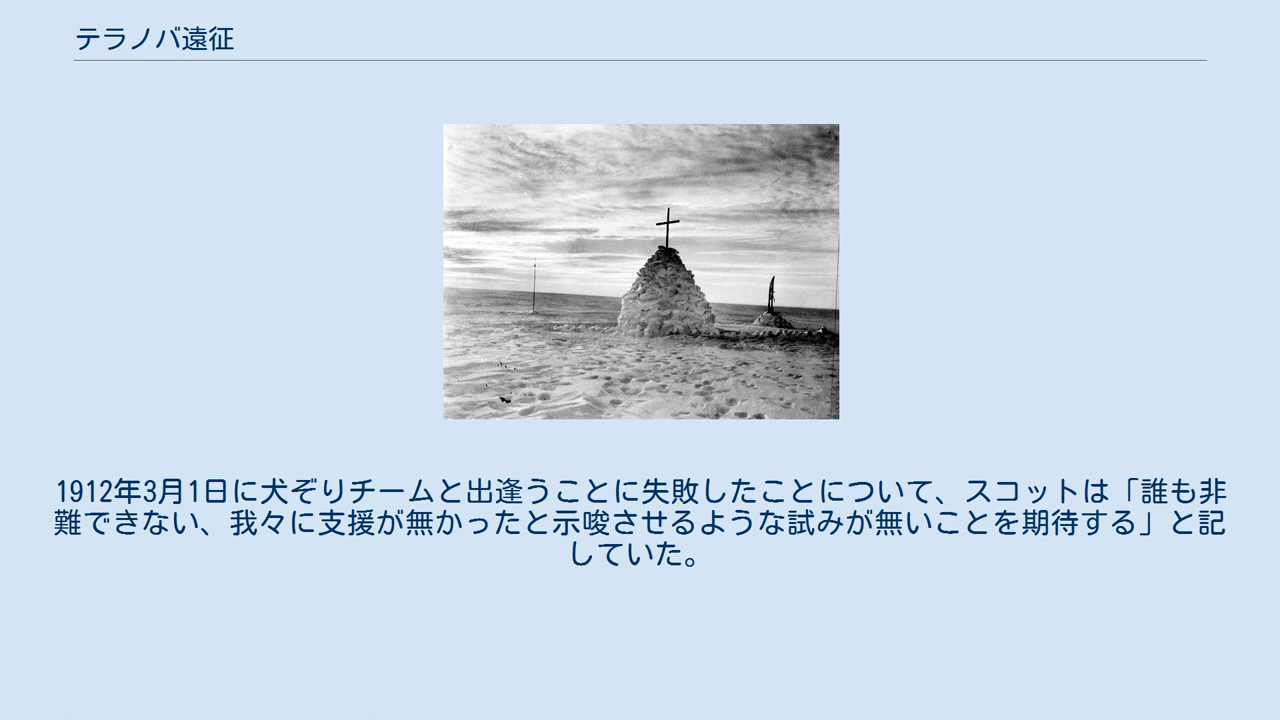 テラノバ遠征
1912年3月1日に犬ぞりチームと出逢うことに失敗したことについて、スコットは「誰も非
難できない、我々に支援が無かったと示唆させるような試みが無いことを期待する」と記
していた。